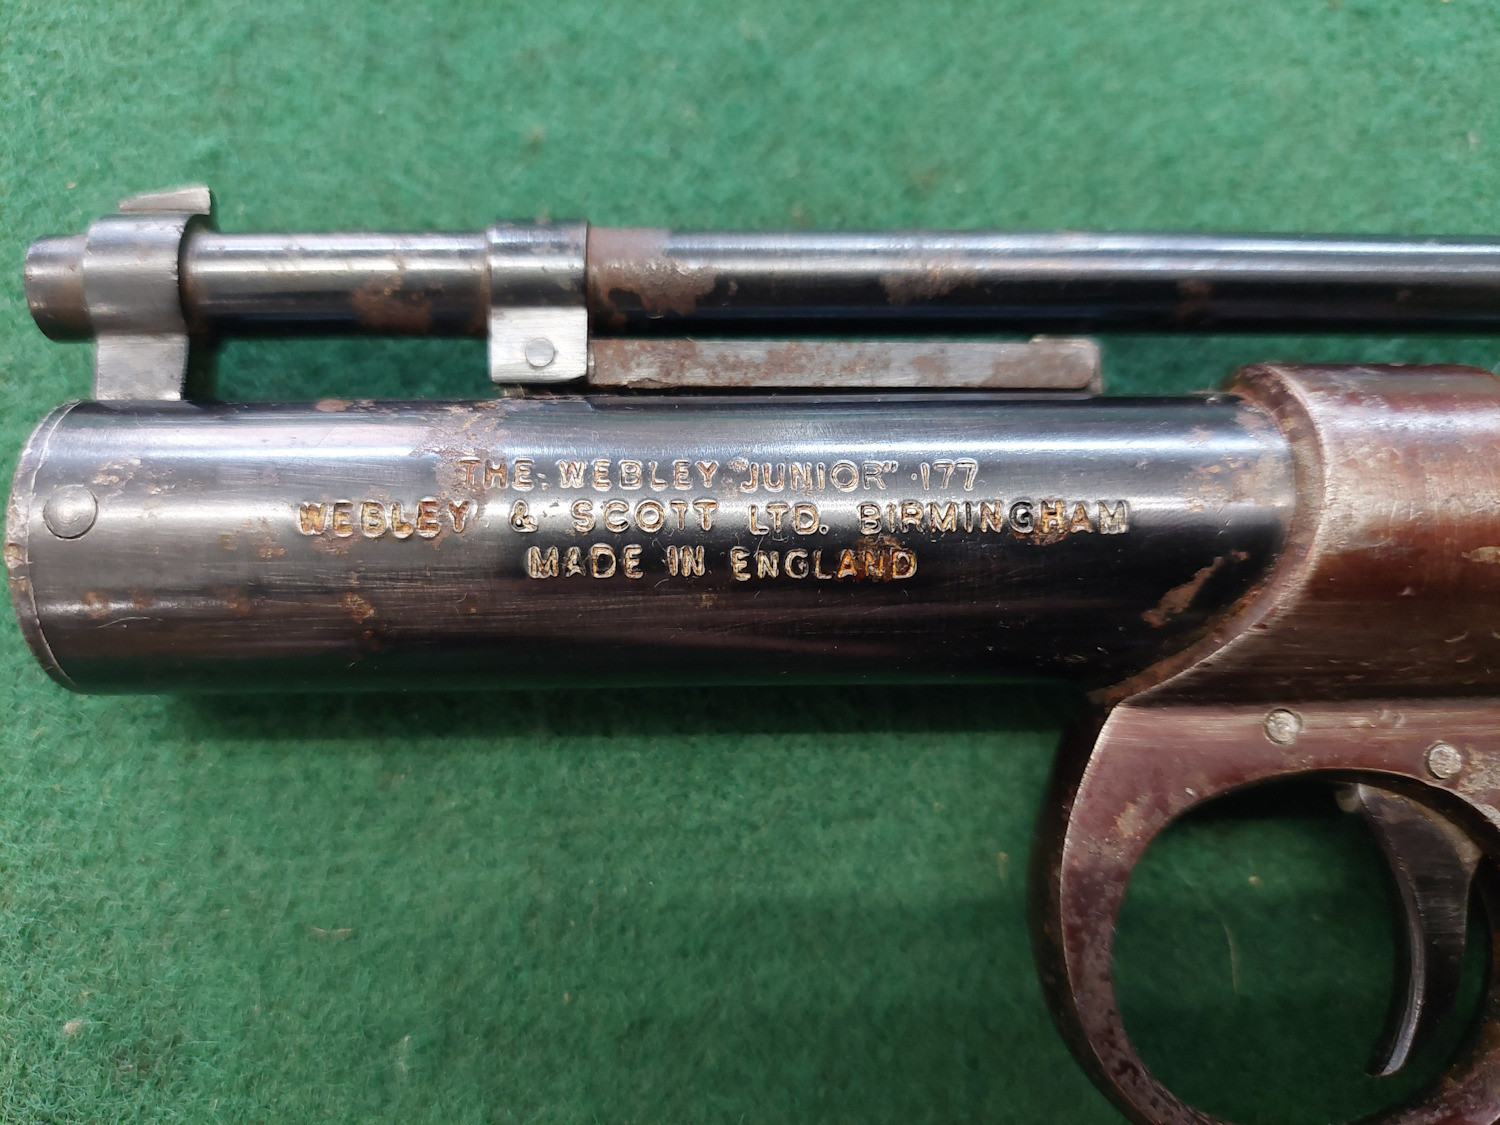 THE WEBLEY "JUNIOR" .177
WEBLEY & SCOTT LTD. BIRMINGHAM
MADE IN ENGLAND